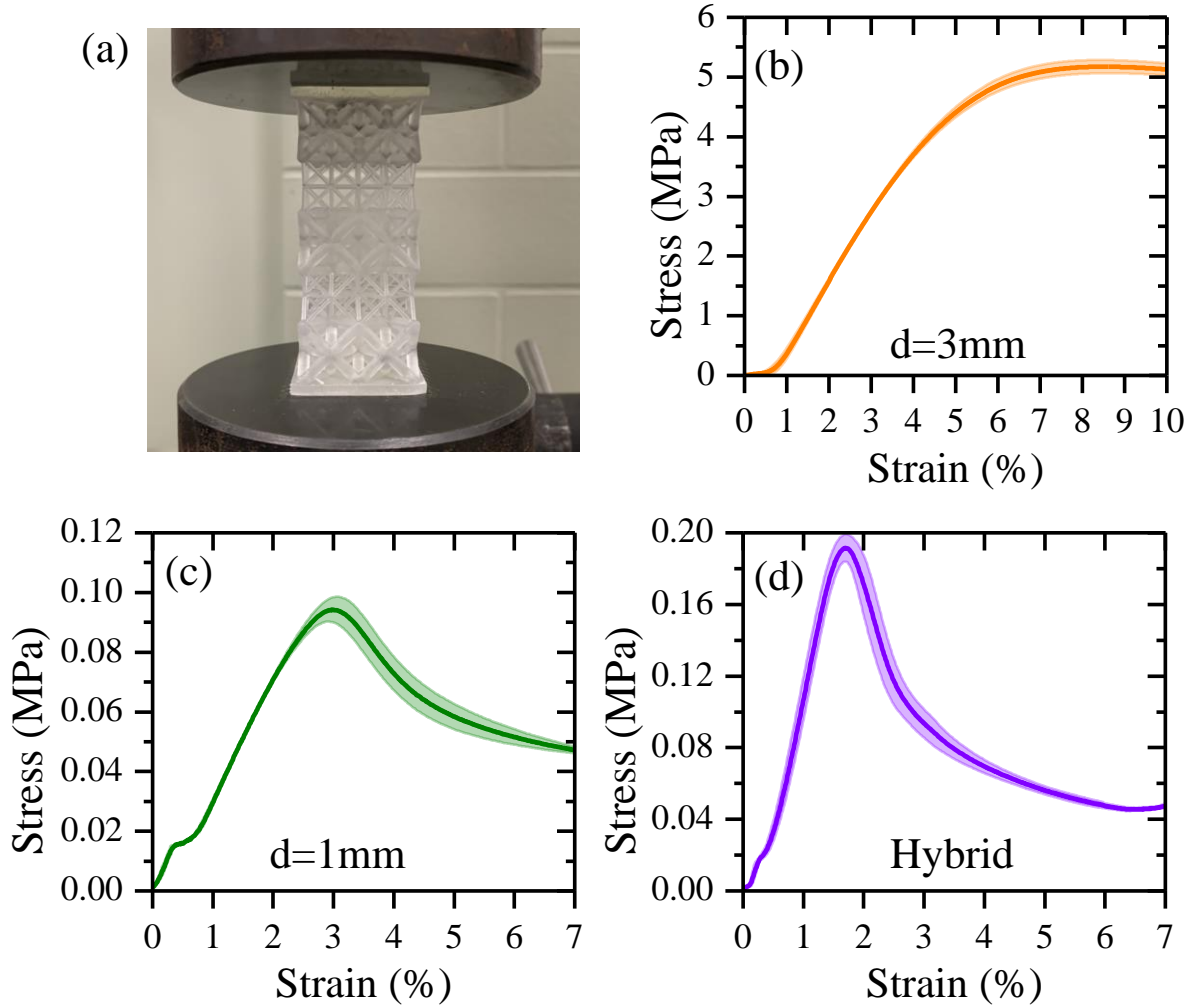 (a)
(b)
6
5
4
3
2
1
0
Stress (MPa)
d=3mm
0 1 2 3 4 5 6 7 8 9 10
Strain (%)
(c)
0.12
0.10
0.08
0.06
0.04
0.02
0.00
Stress (MPa)
d=1mm
0 1 2 3 4 5 6 7
Strain (%)
(d)
0.20
0.16
0.12
0.08
0.04
0.00
Stress (MPa)
Hybrid
0 1 2 3 4 5 6 7
Strain (%)